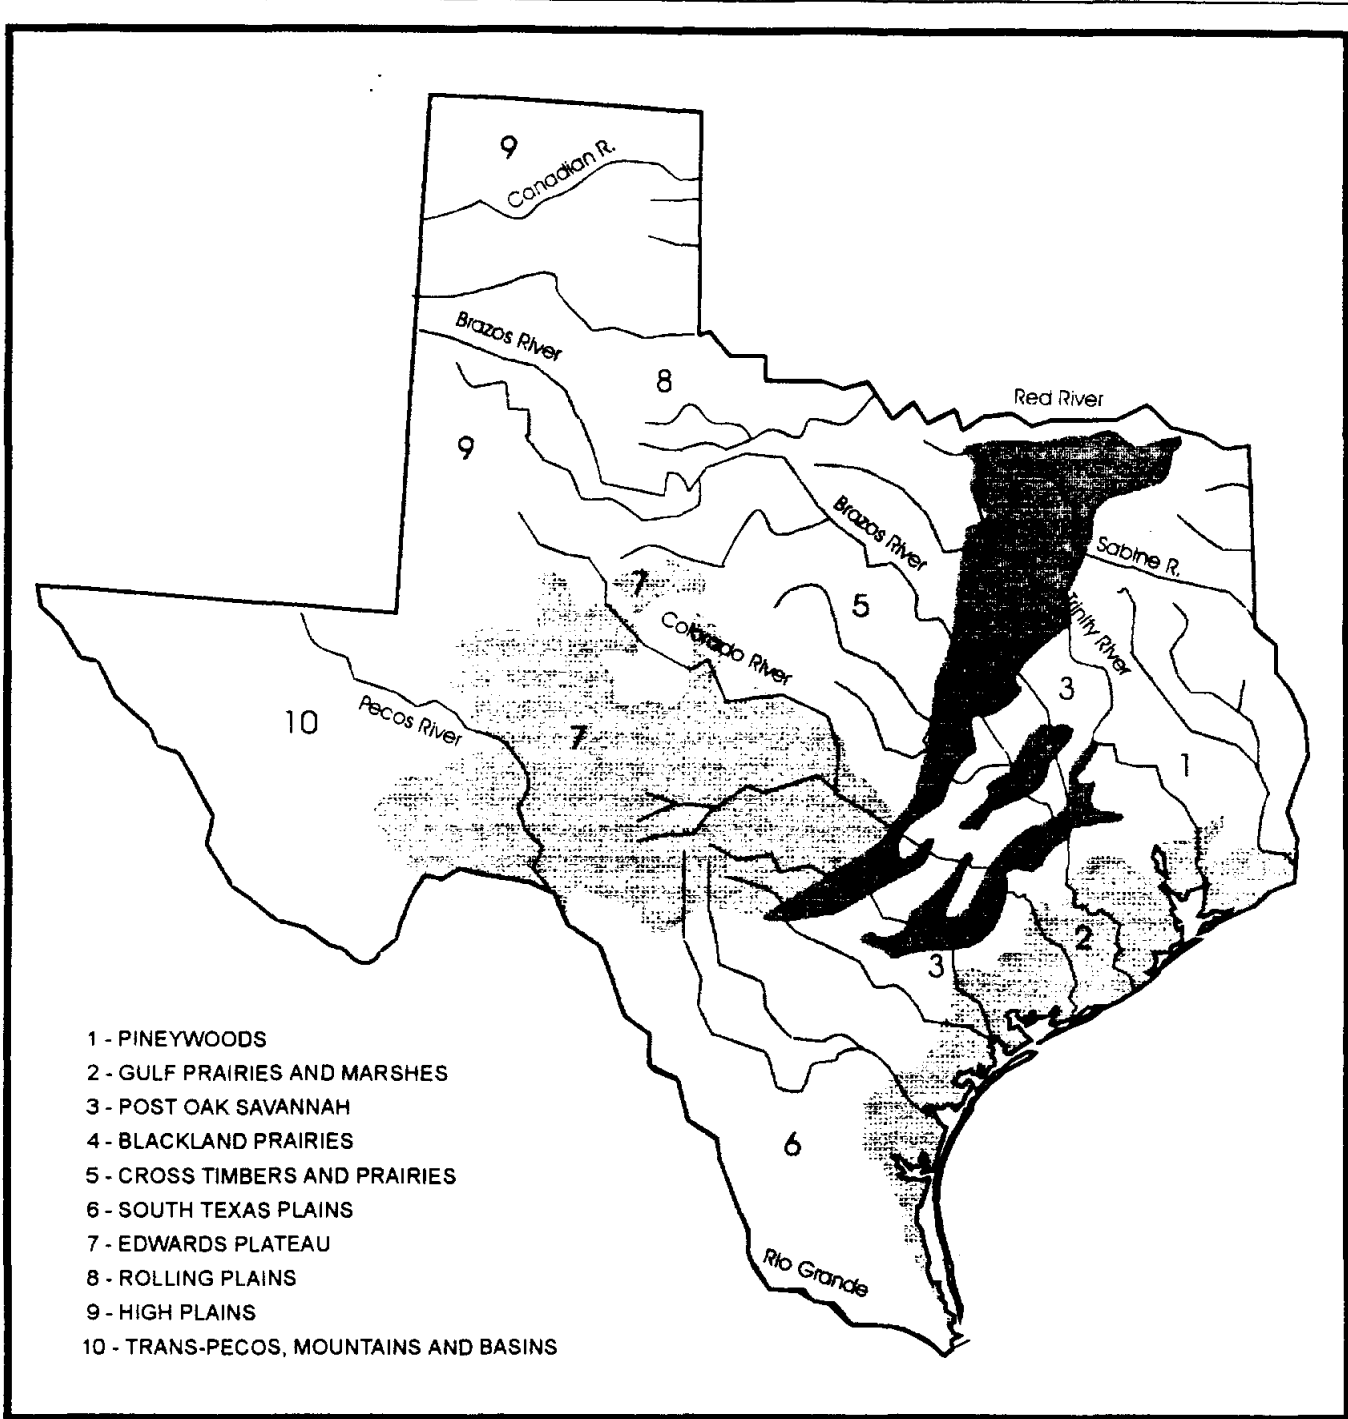 9
Canadian R.
Brazos River
8
Red River
9
Brazos River
Sabine R.
7
5
Colorado River
Trinity River
3
10
Pecos River
7
1
2
3
6
Rio Grande
1 - PINEYWOODS
2 - GULF PRAIRIES AND MARSHES
3 - POST OAK SAVANNAH
4 - BLACKLAND PRAIRIES
5 - CROSS TIMBERS AND PRAIRIES
6 - SOUTH TEXAS PLAINS
7 - EDWARDS PLATEAU
8 - ROLLING PLAINS
9 - HIGH PLAINS
10 - TRANS-PECOS, MOUNTAINS AND BASINS